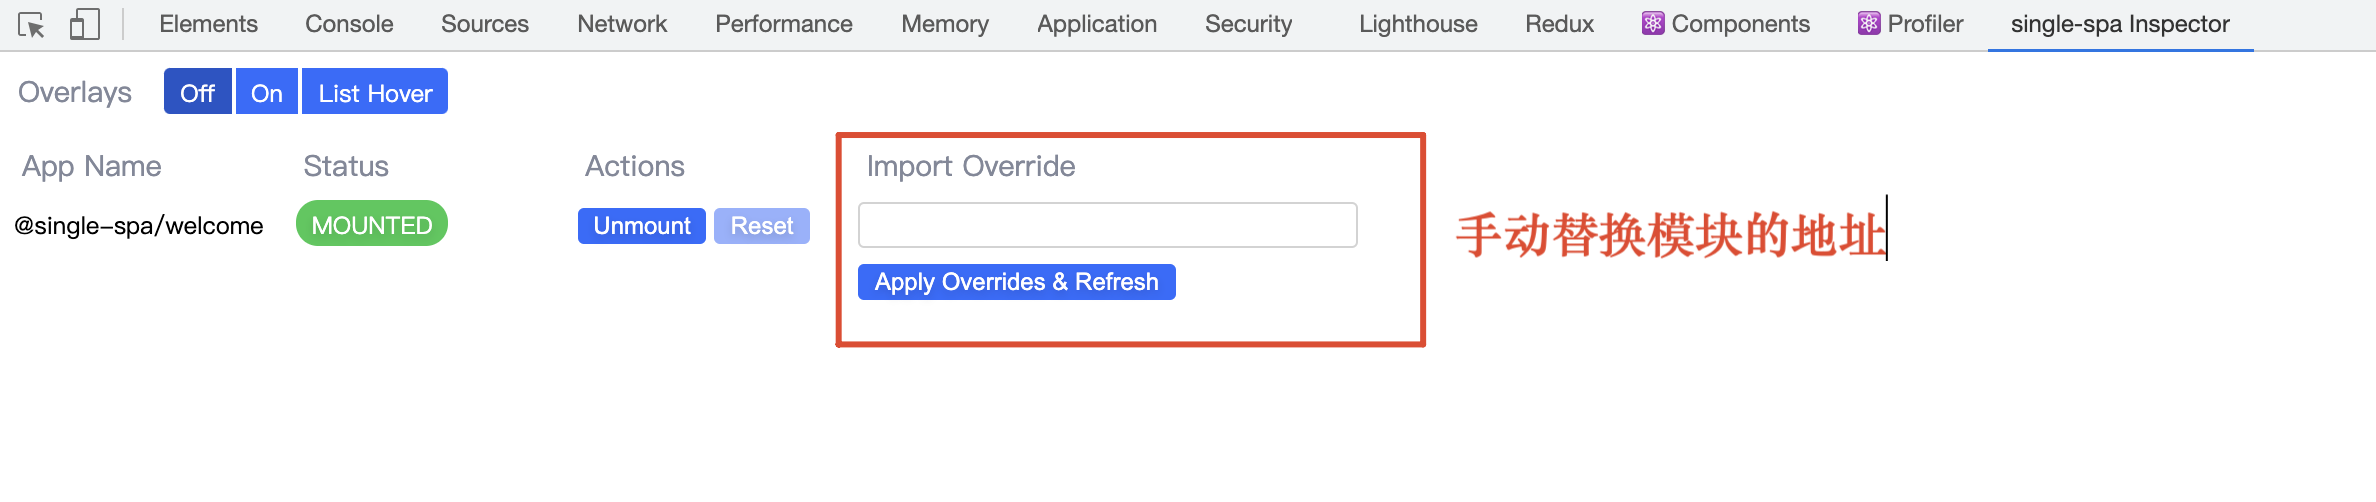 Elements Console Sources Network Performance Memory Application Security Lighthouse Redux Components Profiler single-spa Inspector
Overlays Off On List Hover
App Name Status Actions Import Override
@single-spa/welcome MOUNTED Unmount Reset 手动替换模块的地址
Apply Overrides & Refresh